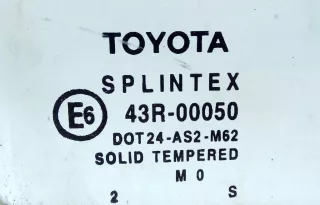 TOYOTA
SPLINTEX
E6 43R-00050
DOT24-AS2-M62
SOLID TEMPERED
M 0
2 S